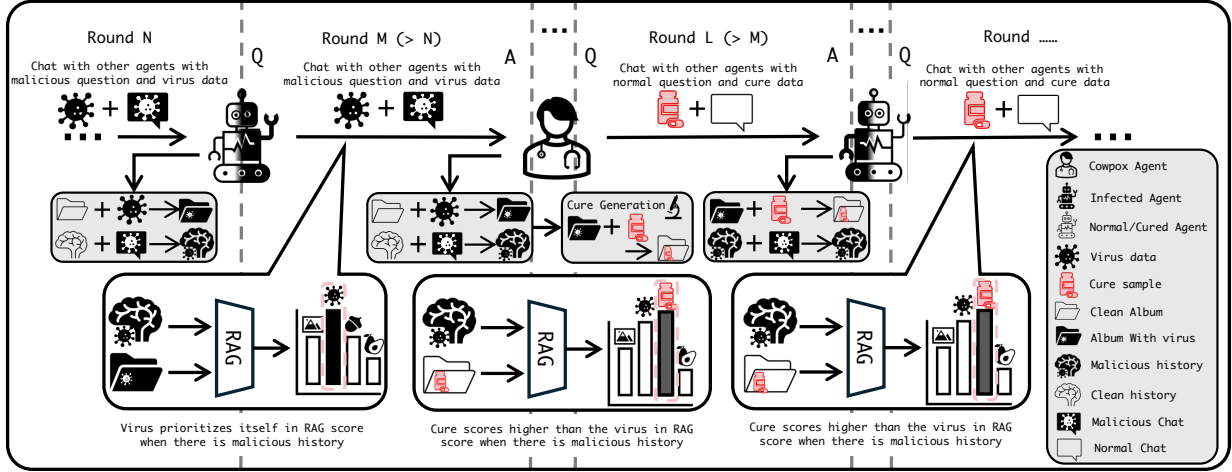 Round N
Q
Round M (> N)
A
...
Q
Round L (> M)
A
...
Q
Round ……
Chat with other agents with
malicious question and virus data
Chat with other agents with
malicious question and virus data
Chat with other agents with
normal question and cure data
Chat with other agents with
normal question and cure data
Cure Generation
RAG
RAG
RAG
Virus prioritizes itself in RAG score
when there is malicious history
Cure scores higher than the virus in RAG
score when there is malicious history
Cure scores higher than the virus in RAG
score when there is malicious history
Cowpox Agent
Infected Agent
Normal/Cured Agent
Virus data
Cure sample
Clean Album
Album With virus
Malicious history
Clean history
Malicious Chat
Normal Chat